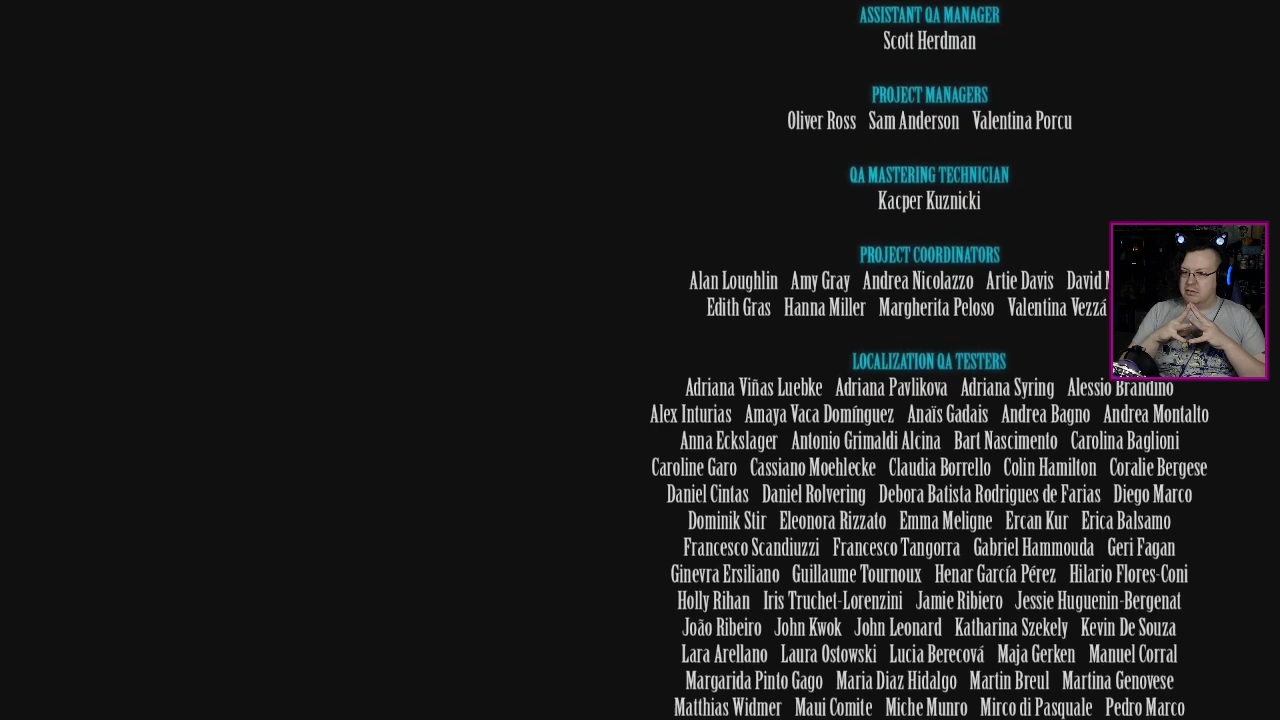 ASSISTANT QA MANAGER
Scott Herdman
PROJECT MANAGERS
Oliver Ross Sam Anderson Valentina Porcu
QA MASTERING TECHNICIAN
Kacper Kuznicki
PROJECT COORDINATORS
Alan Loughlin Amy Gray Andrea Nicolazzo Artie Davis David
Edith Gras Hanna Miller Margherita Peloso Valentina Vezzá
LOCALIZATION QA TESTERS
Adriana Viñas Luebke Adriana Pavlikova Adriana Syring Alessio Brandino
Alex Inturias Amaya Vaca Domínguez Anaïs Gadais Andrea Bagno Andrea Montalto
Anna Eckslager Antonio Grimaldi Alcina Bart Nascimento Carolina Baglioni
Caroline Garo Cassiano Moehlecke Claudia Borrello Colin Hamilton Coralie Bergese
Daniel Cintas Daniel Rolvering Debora Batista Rodrigues de Farias Diego Marco
Dominik Stir Eleonora Rizzato Emma Meligne Ercan Kur Erica Balsamo
Francesco Scandiuzzi Francesco Tangorra Gabriel Hammouda Geri Fagan
Ginevra Ersiliano Guillaume Tournoux Henar García Pérez Hilario Flores-Coni
Holly Rihan Iris Truchet-Lorenzini Jamie Ribiero Jessie Huguenin-Bergenat
João Ribeiro John Kwok John Leonard Katharina Szekely Kevin De Souza
Lara Arellano Laura Ostowski Lucia Berecová Maja Gerken Manuel Corral
Margarida Pinto Gago Maria Diaz Hidalgo Martin Breul Martina Genovese
Matthias Widmer Maui Comite Miche Munro Mirco di Pasquale Pedro Marco